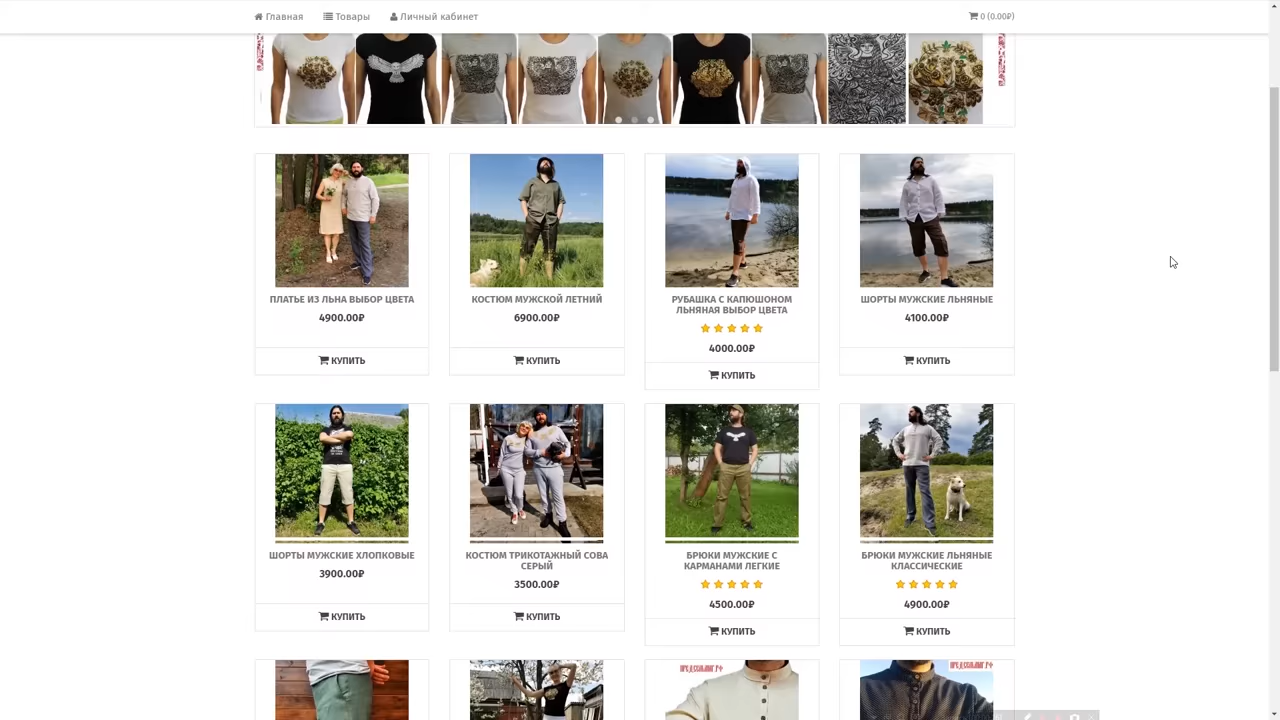 Главная Товары Личный кабинет 0 (0.00₽)
ПЛАТЬЕ ИЗ ЛЬНА ВЫБОР ЦВЕТА
4900.00₽
КУПИТЬ
КОСТЮМ МУЖСКОЙ ЛЕТНИЙ
6900.00₽
КУПИТЬ
РУБАШКА С КАПЮШОНОМ
ЛЬНЯНАЯ ВЫБОР ЦВЕТА
4000.00₽
КУПИТЬ
ШОРТЫ МУЖСКИЕ ЛЬНЯНЫЕ
4100.00₽
КУПИТЬ
ШОРТЫ МУЖСКИЕ ХЛОПКОВЫЕ
3900.00₽
КУПИТЬ
КОСТЮМ ТРИКОТАЖНЫЙ СОВА
СЕРЫЙ
3500.00₽
КУПИТЬ
БРЮКИ МУЖСКИЕ С
КАРМАНАМИ ЛЕГКИЕ
4500.00₽
КУПИТЬ
БРЮКИ МУЖСКИЕ ЛЬНЯНЫЕ
КЛАССИЧЕСКИЕ
4900.00₽
КУПИТЬ